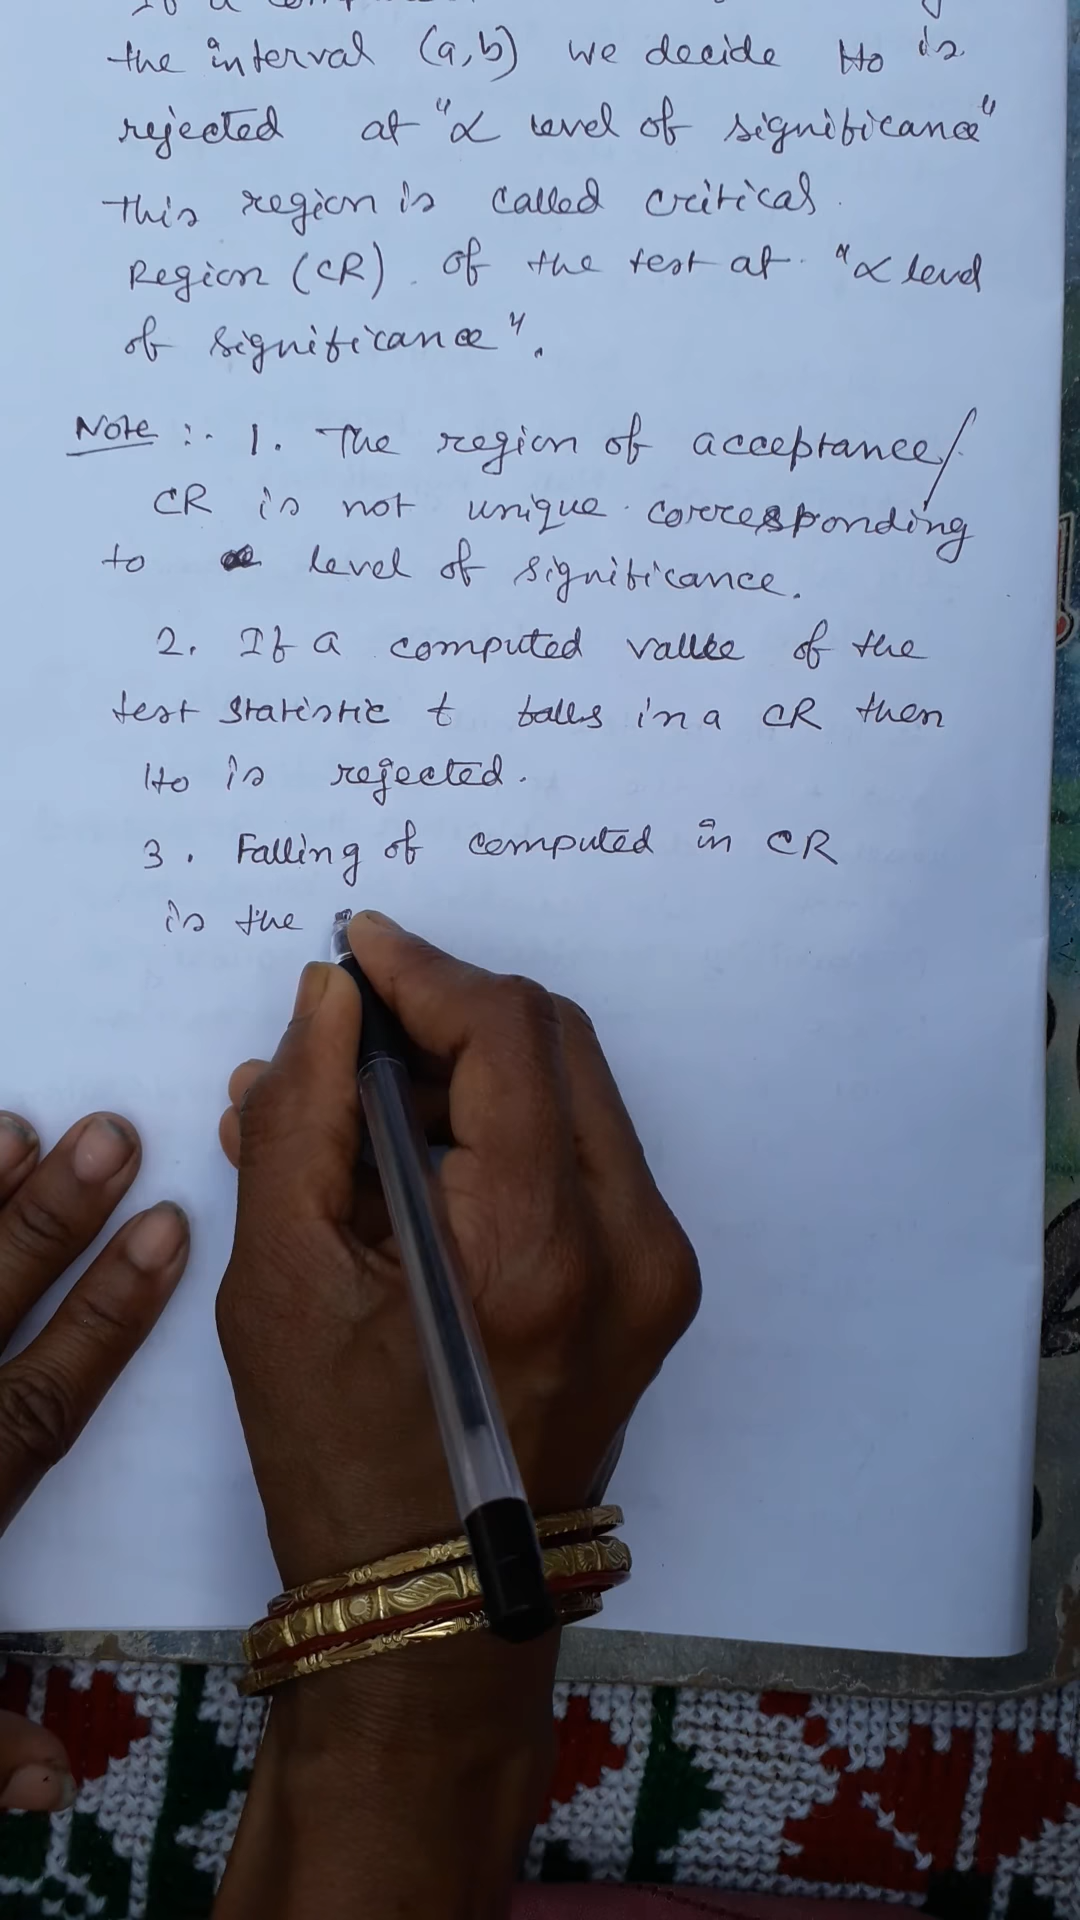 the interval (a,b) we decide Ho is
rejected at "α level of significance"
This region is called critical
Region (CR). of the test at. "α level
of significance".
Note :- 1. The region of acceptance/
CR is not unique corresponding
to level of significance.
2. If a computed value of the
test statistic t falls in a CR then
Ho is rejected.
3. Falling of computed in CR
is the